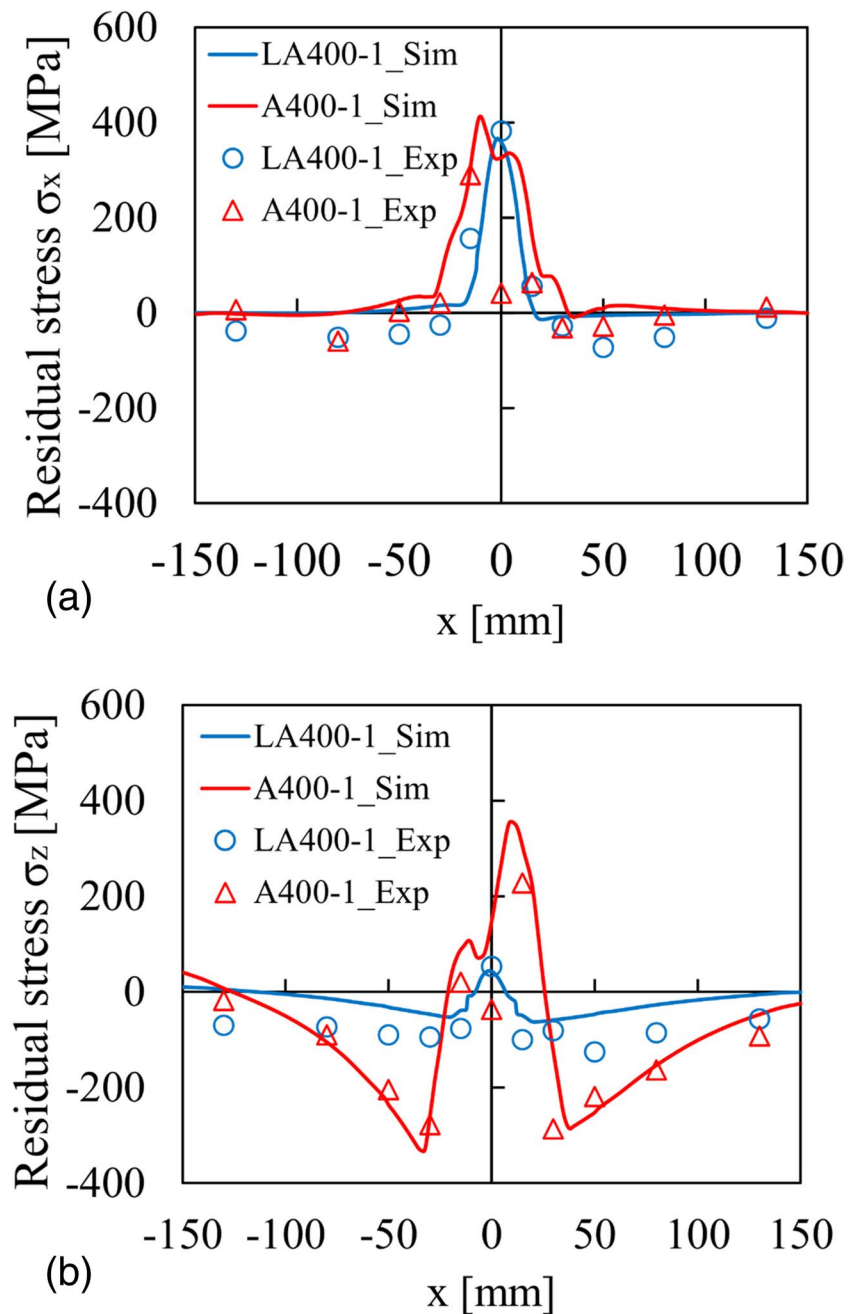 600
400
200
0
-200
-400
Residual stress σx [MPa]
LA400-1_Sim
A400-1_Sim
LA400-1_Exp
A400-1_Exp
-150 -100 -50 0 50 100 150
x [mm]
(a)
600
400
200
0
-200
-400
Residual stress σz [MPa]
LA400-1_Sim
A400-1_Sim
LA400-1_Exp
A400-1_Exp
-150 -100 -50 0 50 100 150
x [mm]
(b)